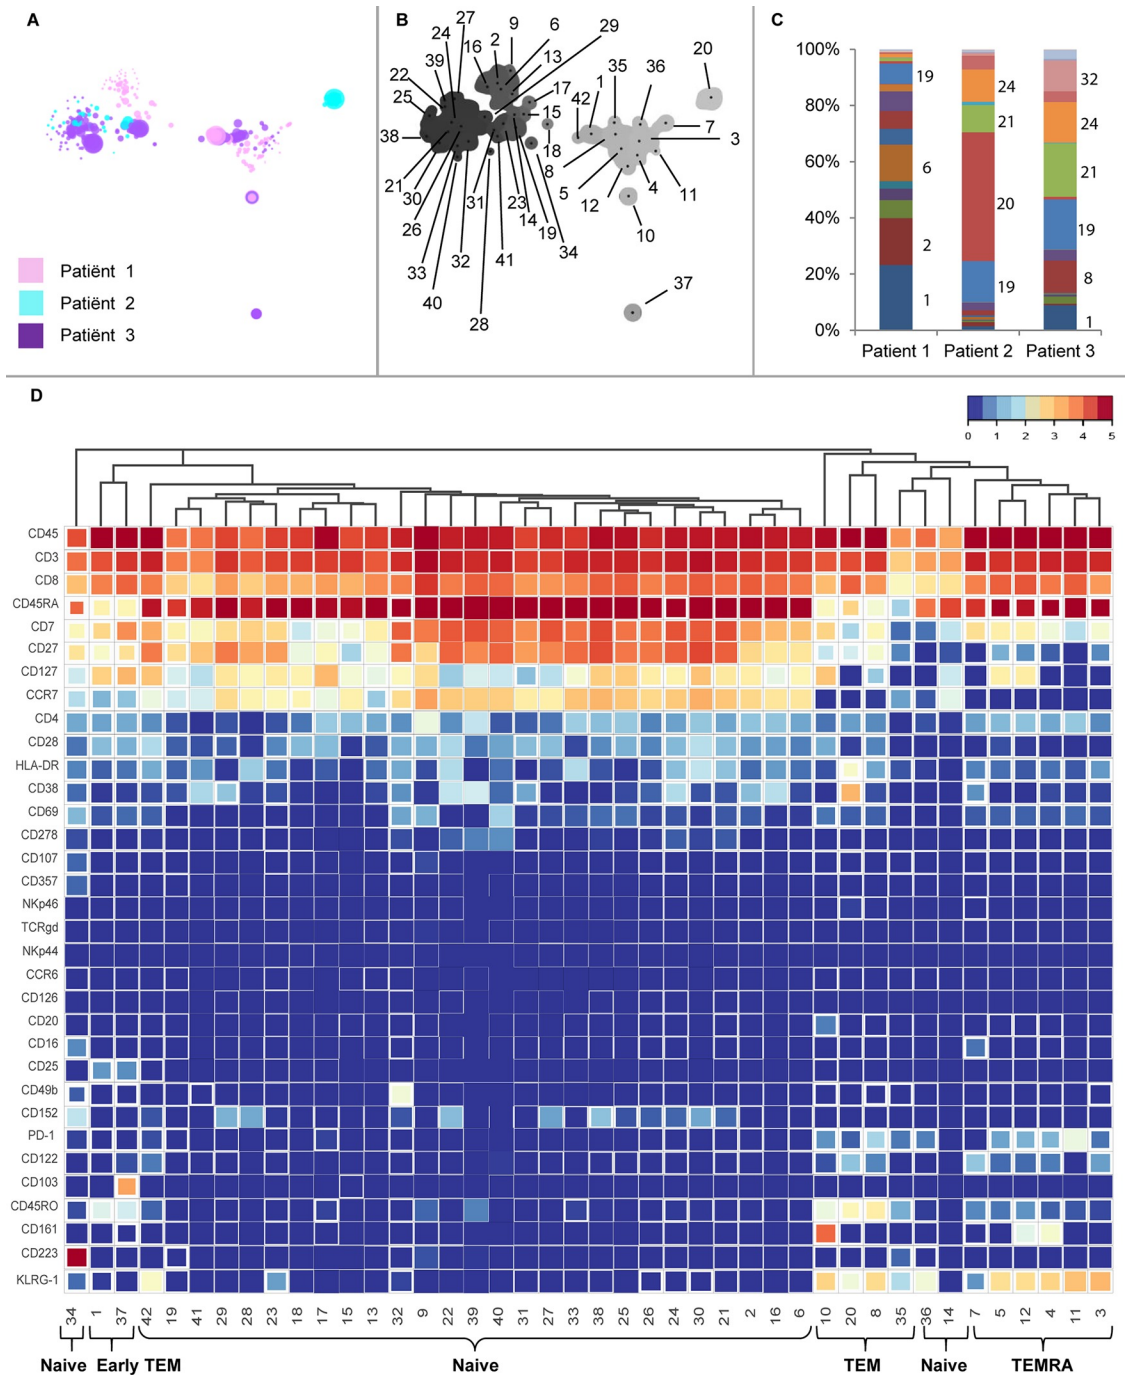 A
Patiënt 1
Patiënt 2
Patiënt 3
B
27
9
24
6
16
2
29
39
13
20
22
35
36
25
17
42
1
15
38
7
3
18
8
21
5
4
11
30
31
23
12
14
26
19
10
33
32
41
34
40
28
37
C
100%
80%
60%
40%
20%
0%
19
6
2
1
24
21
20
19
32
24
21
19
8
1
Patient 1 Patient 2 Patient 3
D
0 1 2 3 4 5
CD45
CD3
CD8
CD45RA
CD7
CD27
CD127
CCR7
CD4
CD28
HLA-DR
CD38
CD69
CD278
CD107
CD357
NKp46
TCRgd
NKp44
CCR6
CD126
CD20
CD16
CD25
CD49b
CD152
PD-1
CD122
CD103
CD45RO
CD161
CD223
KLRG-1
34 1 37 42 19 41 29 28 23 18 17 15 13 32 9 22 39 40 31 27 33 38 25 26 24 30 21 2 16 6 10 20 8 35 36 14 7 5 12 4 11 3
Naive Early TEM Naive TEM Naive TEMRA